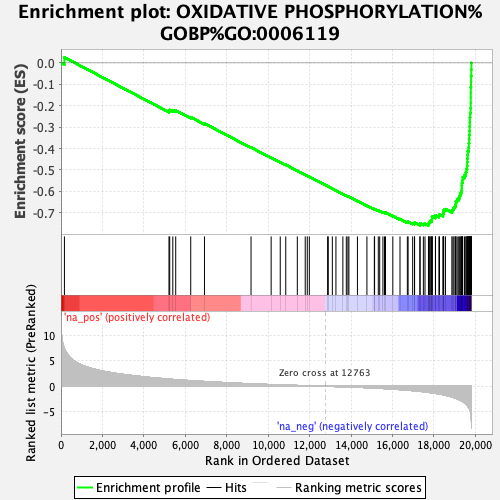 Enrichment plot: OXIDATIVE PHOSPHORYLATION%
GOBP%GO:0006119
Enrichment score (ES)
0.0
-0.1
-0.2
-0.3
-0.4
-0.5
-0.6
-0.7
'na_pos' (positively correlated)
Ranked list metric (PreRanked)
10
5
0
-5
Zero cross at 12763
'na_neg' (negatively correlated)
0
2,000
4,000
6,000
8,000
10,000
12,000
14,000
16,000
18,000
20,000
Rank in Ordered Dataset
Enrichment profile
Hits
Ranking metric scores